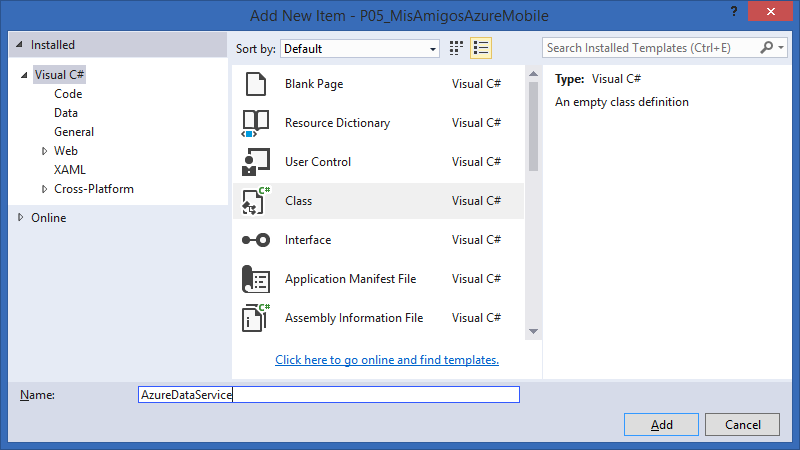 Add New Item - P05_MisAmigosAzureMobile
?
Installed
Sort by: Default
Search Installed Templates (Ctrl+E)
Visual C#
Code
Data
General
Web
XAML
Cross-Platform
Online
Blank Page Visual C#
Resource Dictionary Visual C#
User Control Visual C#
C# Class Visual C#
Interface Visual C#
Application Manifest File Visual C#
C# Assembly Information File Visual C#
Click here to go online and find templates.
Type: Visual C#
An empty class definition
Name: AzureDataService
Add Cancel